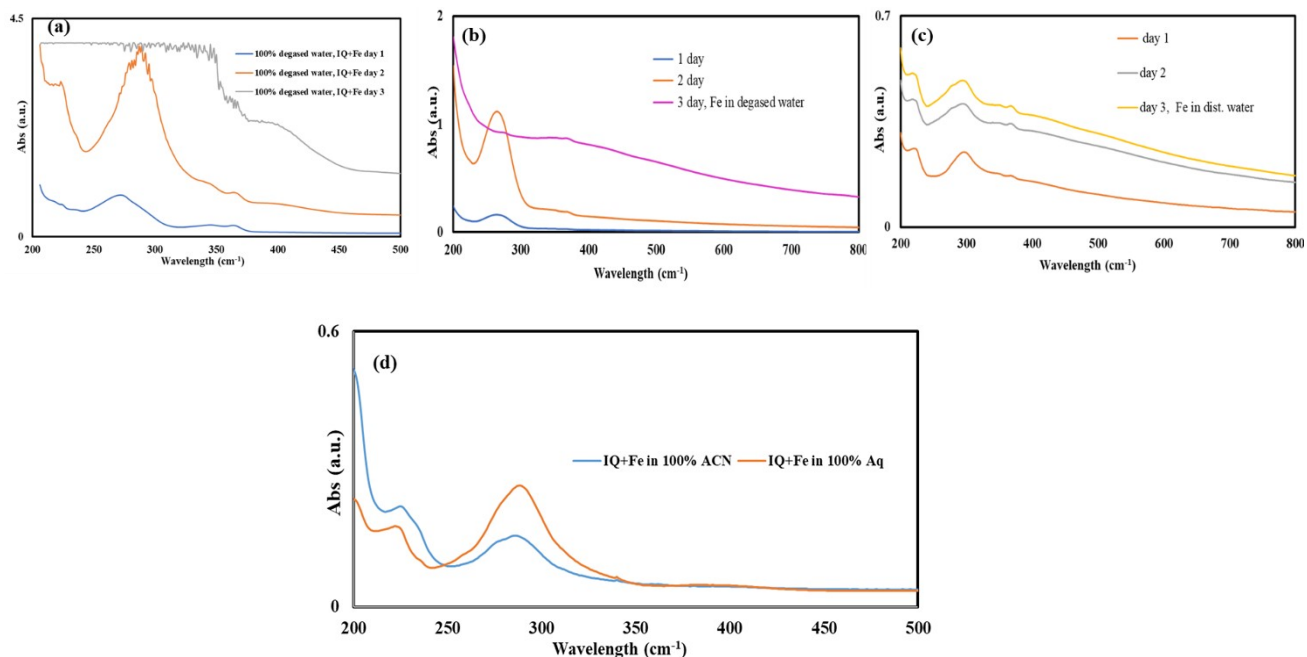 (a)
4.5
100% degased water, IQ+Fe day 1
100% degased water, IQ+Fe day 2
100% degased water, IQ+Fe day 3
Abs (a.u.)
0
200 250 300 350 400 450 500
Wavelength (cm-1)
(b)
2
1 day
2 day
3 day, Fe in degased water
1
Abs (a.u.)
0
200 300 400 500 600 700 800
Wavelength (cm-1)
(c)
0.7
day 1
day 2
day 3, Fe in dist. water
Abs (a.u.)
0
200 300 400 500 600 700 800
Wavelength (cm-1)
0.6
(d)
IQ+Fe in 100% ACN IQ+Fe in 100% Aq
Abs (a.u.)
0
200 250 300 350 400 450 500
Wavelength (cm-1)